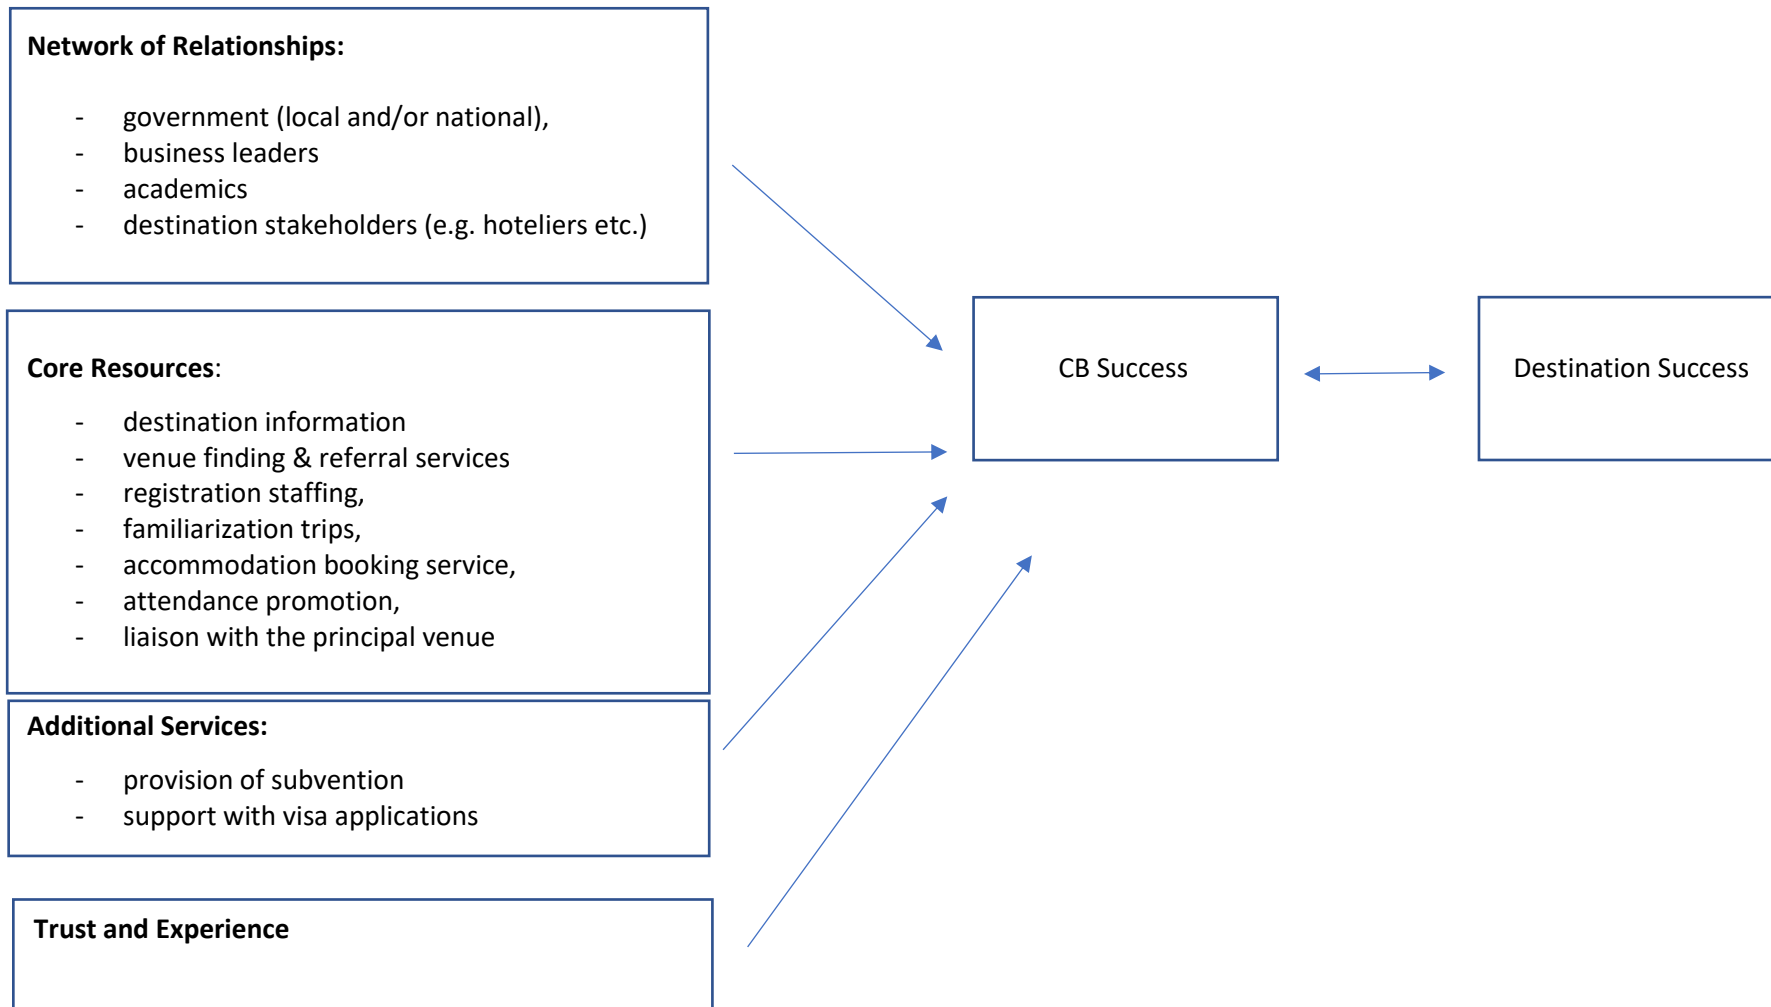 Network of Relationships:
- government (local and/or national),
- business leaders
- academics
- destination stakeholders (e.g. hoteliers etc.)
Core Resources:
- destination information
- venue finding & referral services
- registration staffing,
- familiarization trips,
- accommodation booking service,
- attendance promotion,
- liaison with the principal venue
Additional Services:
- provision of subvention
- support with visa applications
Trust and Experience
CB Success
Destination Success